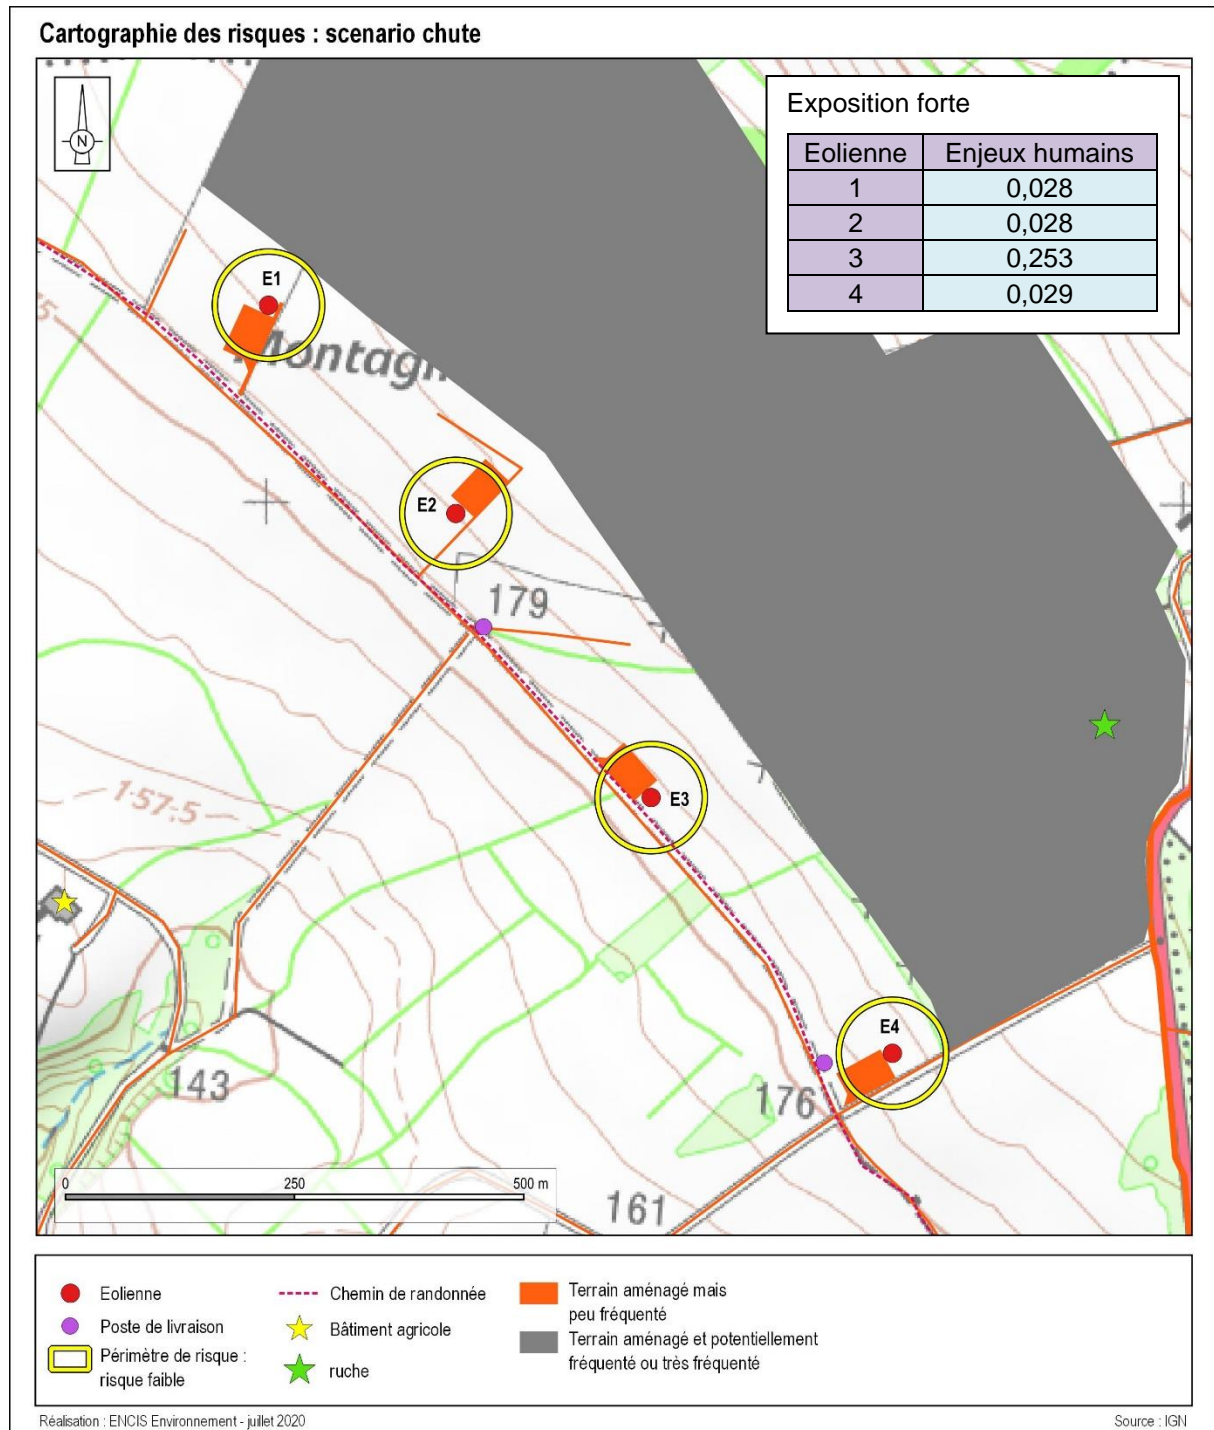 Cartographie des risques : scenario chute
N
Exposition forte
Eolienne Enjeux humains
1 0,028
2 0,028
3 0,253
4 0,029
E1
Montagn
E2
179
E3
157.5
E4
143
176
161
0 250 500 m
Eolienne
Poste de livraison
Périmètre de risque :
risque faible
Chemin de randonnée
Bâtiment agricole
ruche
Terrain aménagé mais
peu fréquenté
Terrain aménagé et potentiellement
fréquenté ou très fréquenté
Réalisation : ENCIS Environnement - juillet 2020
Source : IGN